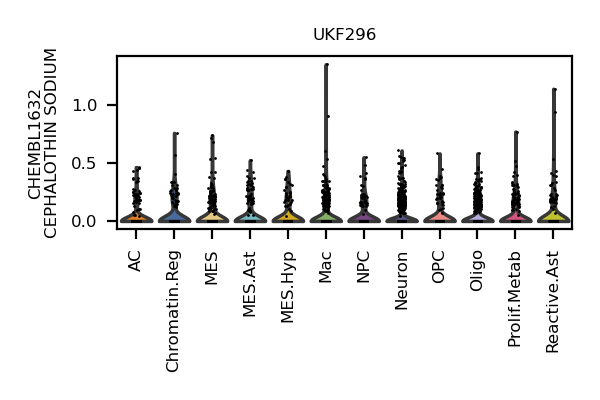 UKF296
CHEMBL1632
CEPHALOTHIN SODIUM
1.0
0.5
0.0
AC
Chromatin.Reg
MES
MES.Ast
MES.Hyp
Mac
NPC
Neuron
OPC
Oligo
Prolif.Metab
Reactive.Ast